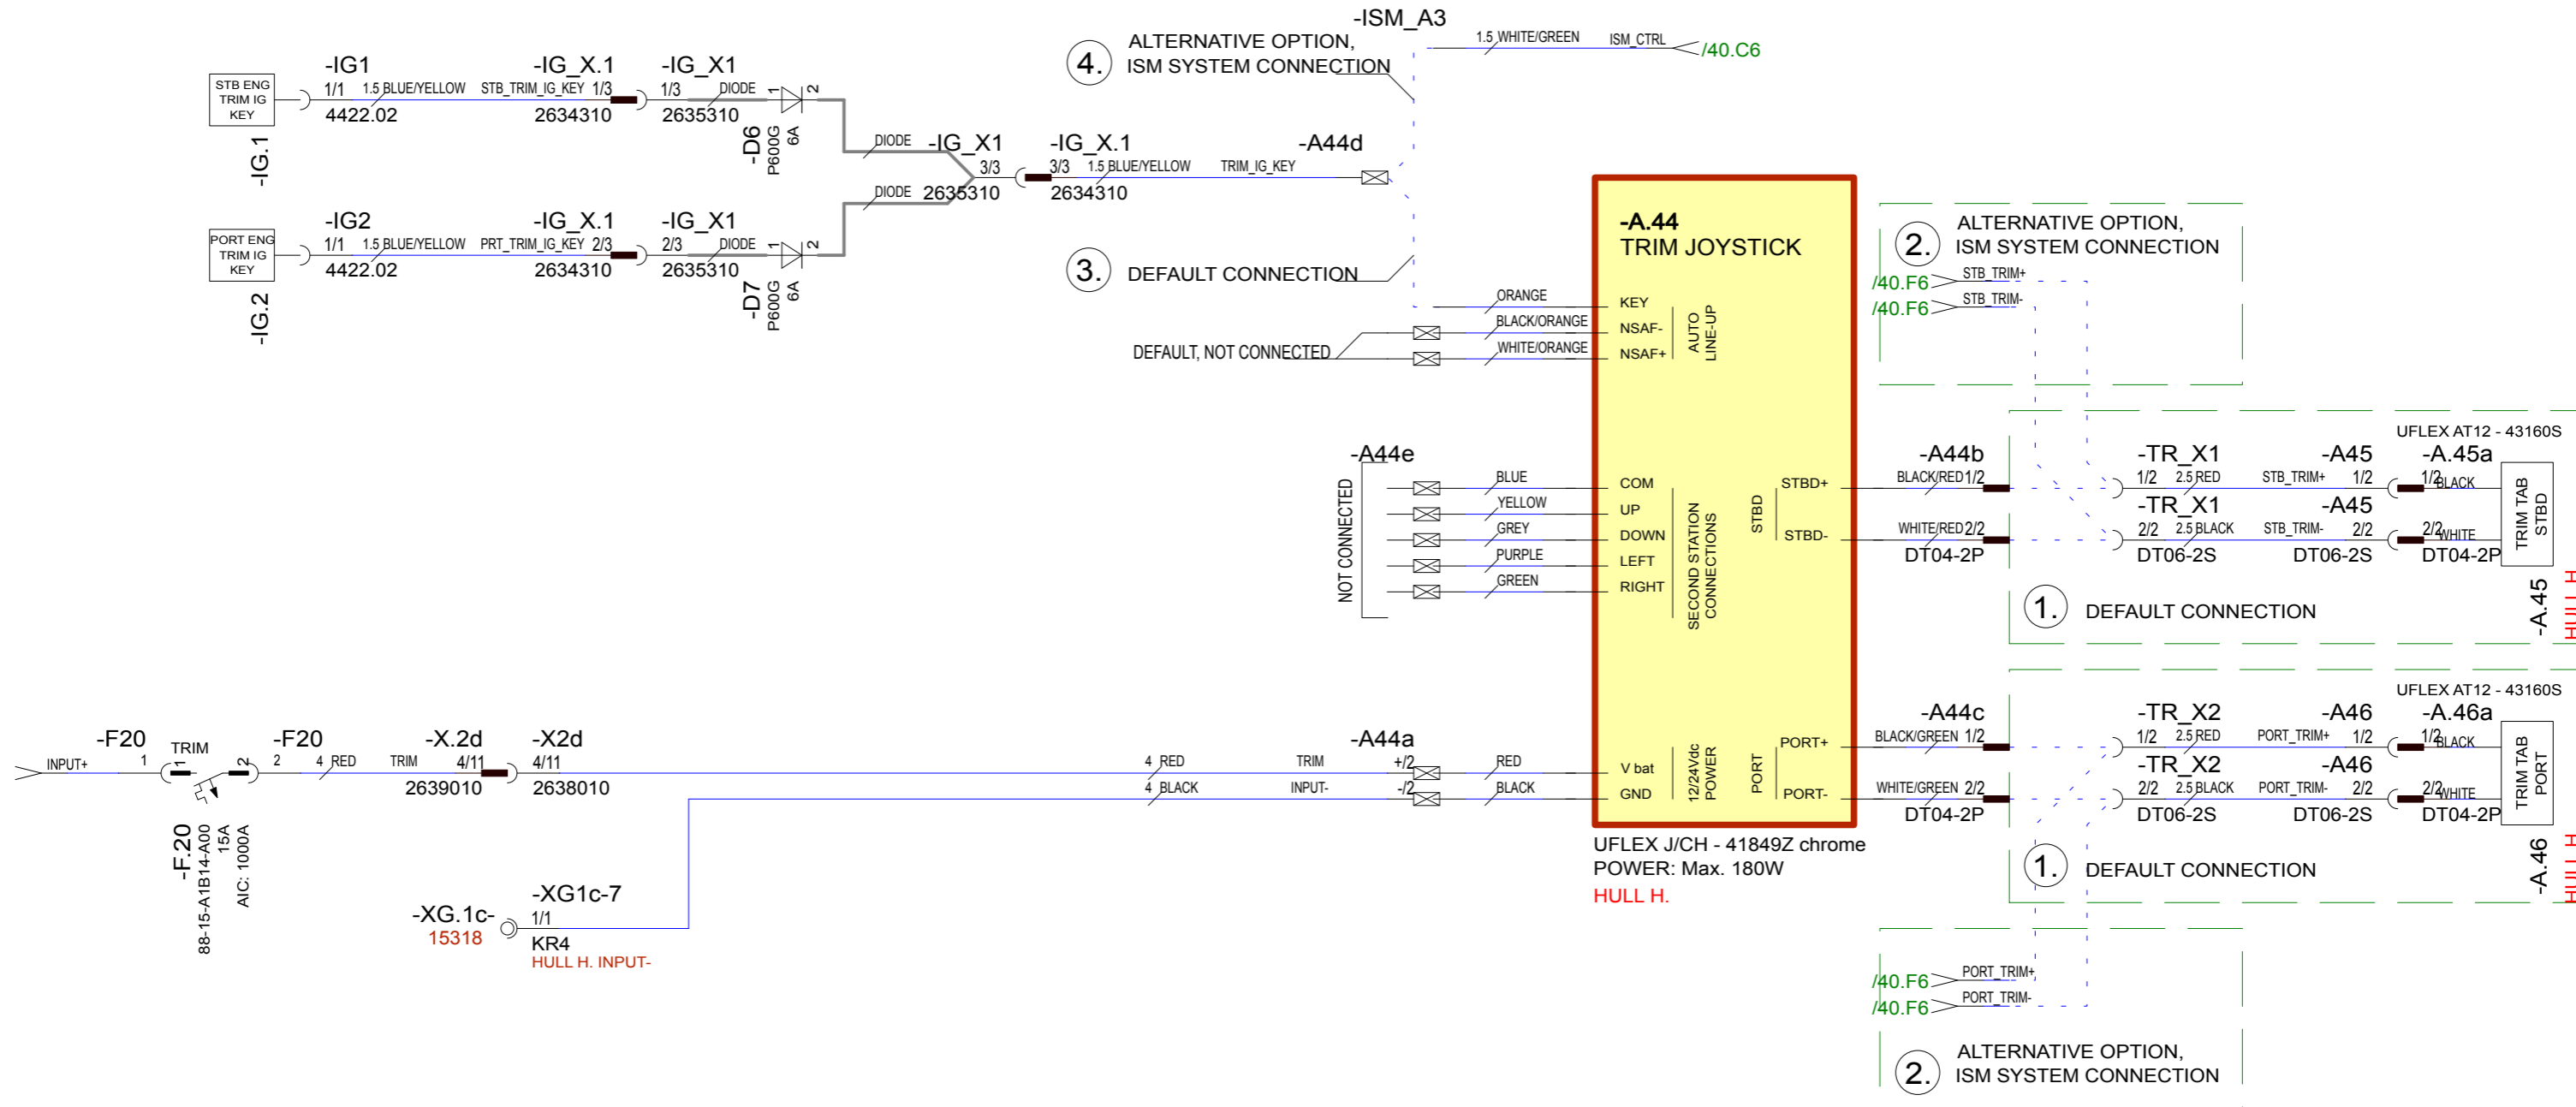 -ISM_A3
4.
ALTERNATIVE OPTION,
ISM SYSTEM CONNECTION
1.5 WHITE/GREEN
ISM_CTRL
/40.C6
STB ENG
TRIM IG
KEY
-IG.1
-IG1
1/1
1.5 BLUE/YELLOW
STB_TRIM_IG_KEY
4422.02
-IG_X.1
1/3
2634310
-IG_X1
1/3
DIODE
2635310
1
2
-D6
P600G
6A
DIODE
-IG_X1
3/3
DIODE
2635310
-IG_X.1
3/3
1.5 BLUE/YELLOW
TRIM_IG_KEY
2634310
-A44d
PORT ENG
TRIM IG
KEY
-IG.2
-IG2
1/1
1.5 BLUE/YELLOW
PRT_TRIM_IG_KEY
4422.02
-IG_X.1
2/3
2634310
-IG_X1
2/3
DIODE
2635310
1
2
-D7
P600G
6A
3.
DEFAULT CONNECTION
DEFAULT, NOT CONNECTED
ORANGE
BLACK/ORANGE
WHITE/ORANGE
-A.44
TRIM JOYSTICK
KEY
NSAF-
NSAF+
AUTO
LINE-UP
-A44e
NOT CONNECTED
BLUE
YELLOW
GREY
PURPLE
GREEN
COM
UP
DOWN
LEFT
RIGHT
SECOND STATION
CONNECTIONS
STBD
STBD+
STBD-
PORT
PORT+
PORT-
V bat
GND
12/24Vdc
POWER
UFLEX J/CH - 41849Z chrome
POWER: Max. 180W
HULL H.
2.
ALTERNATIVE OPTION,
ISM SYSTEM CONNECTION
/40.F6
STB_TRIM+
/40.F6
STB_TRIM-
-A44b
BLACK/RED 1/2
WHITE/RED 2/2
DT04-2P
-TR_X1
1/2
2.5 RED
STB_TRIM+
-A45
1/2
-A.45a
1/2
BLACK
UFLEX AT12 - 43160S
-TR_X1
2/2
2.5 BLACK
STB_TRIM-
-A45
2/2
2/2
WHITE
DT06-2S
DT06-2S
DT04-2P
TRIM TAB
STBD
-A.45
1.
DEFAULT CONNECTION
-A44c
BLACK/GREEN 1/2
WHITE/GREEN 2/2
DT04-2P
UFLEX AT12 - 43160S
-TR_X2
1/2
2.5 RED
PORT_TRIM+
-A46
1/2
-A.46a
1/2
BLACK
-TR_X2
2/2
2.5 BLACK
PORT_TRIM-
-A46
2/2
2/2
WHITE
DT06-2S
DT06-2S
DT04-2P
TRIM TAB
PORT
-A.46
1.
DEFAULT CONNECTION
/40.F6
PORT_TRIM+
/40.F6
PORT_TRIM-
2.
ALTERNATIVE OPTION,
ISM SYSTEM CONNECTION
INPUT+
-F20
1
TRIM
1
2
-F20
2
4 RED
TRIM
-X.2d
4/11
2639010
-X2d
4/11
2638010
4 RED
TRIM
4 BLACK
INPUT-
-A44a
+/2
-/2
RED
BLACK
-F.20
88-15-A1B14-A00
15A
AIC: 1000A
-XG.1c-
15318
-XG1c-7
1/1
KR4
HULL H. INPUT-